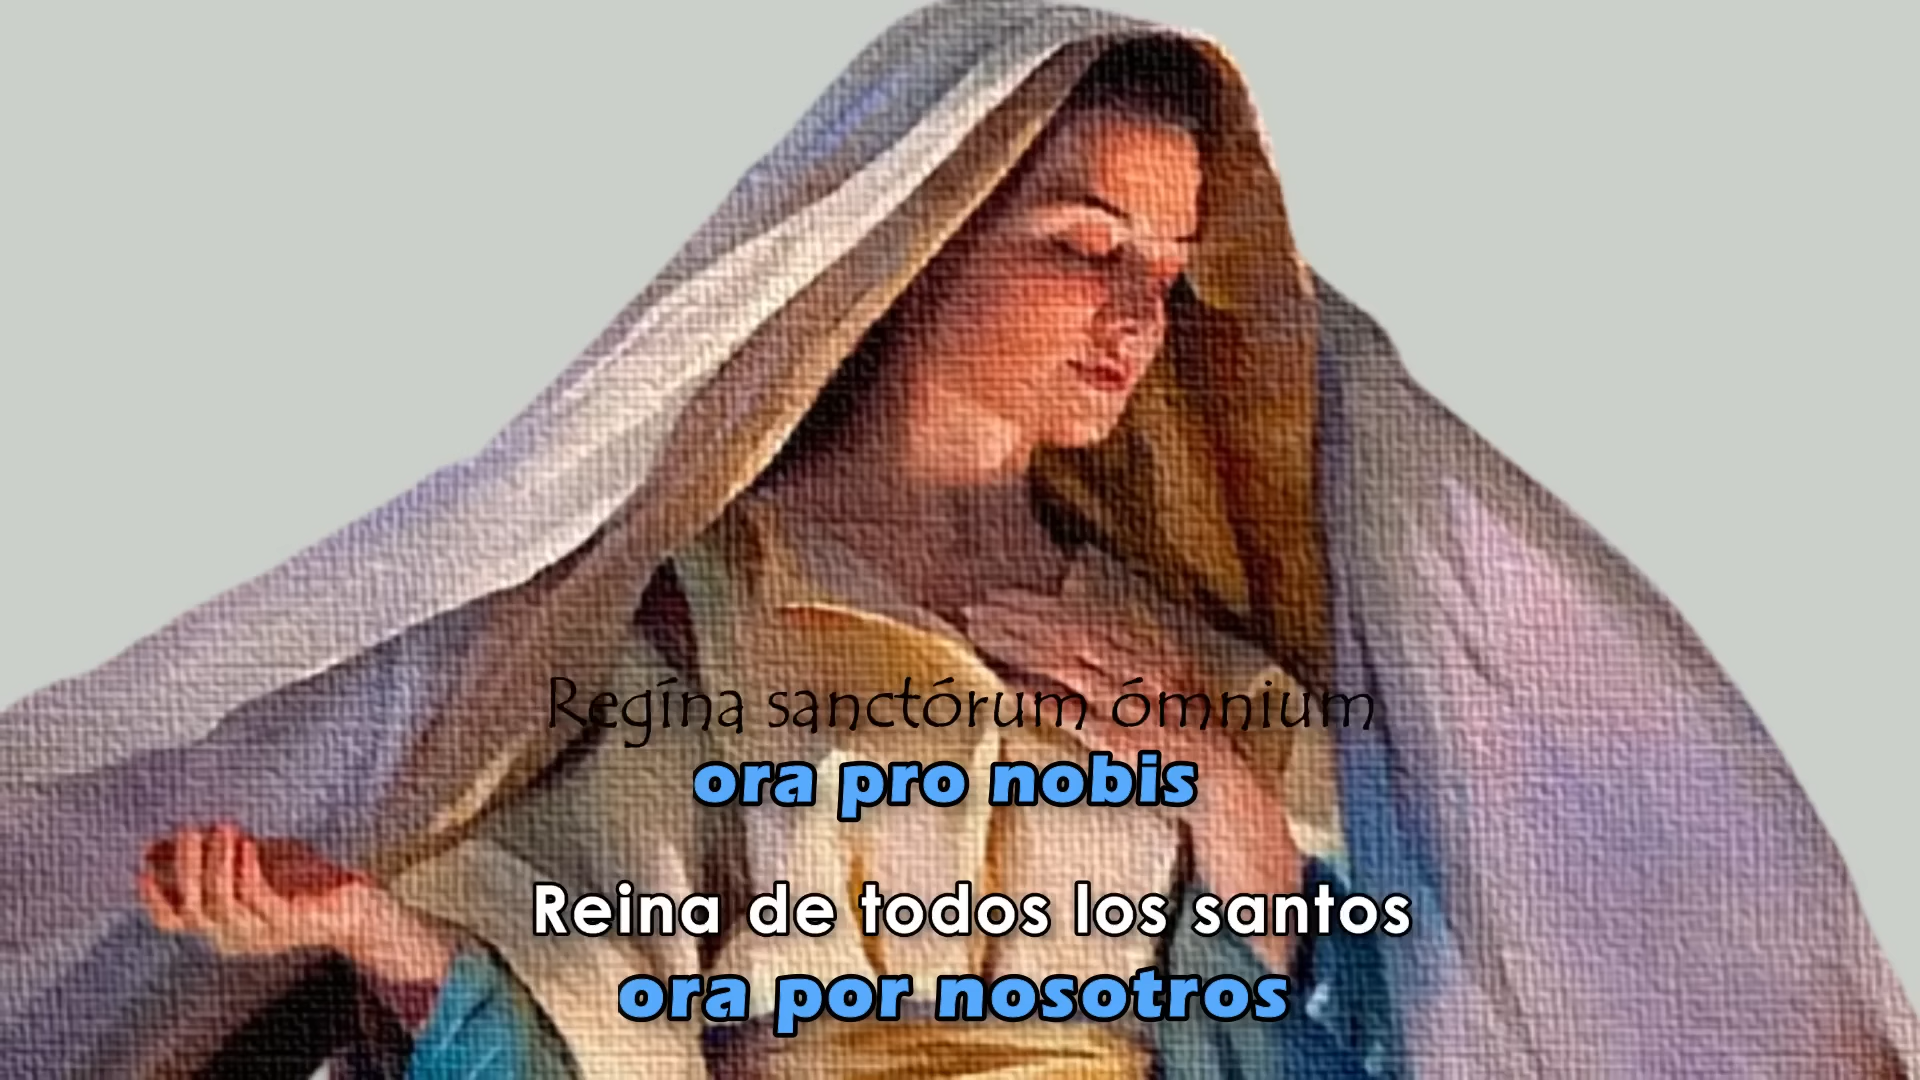 Regína sanctórum ómnium
ora pro nobis
Reina de todos los santos
ora por nosotros